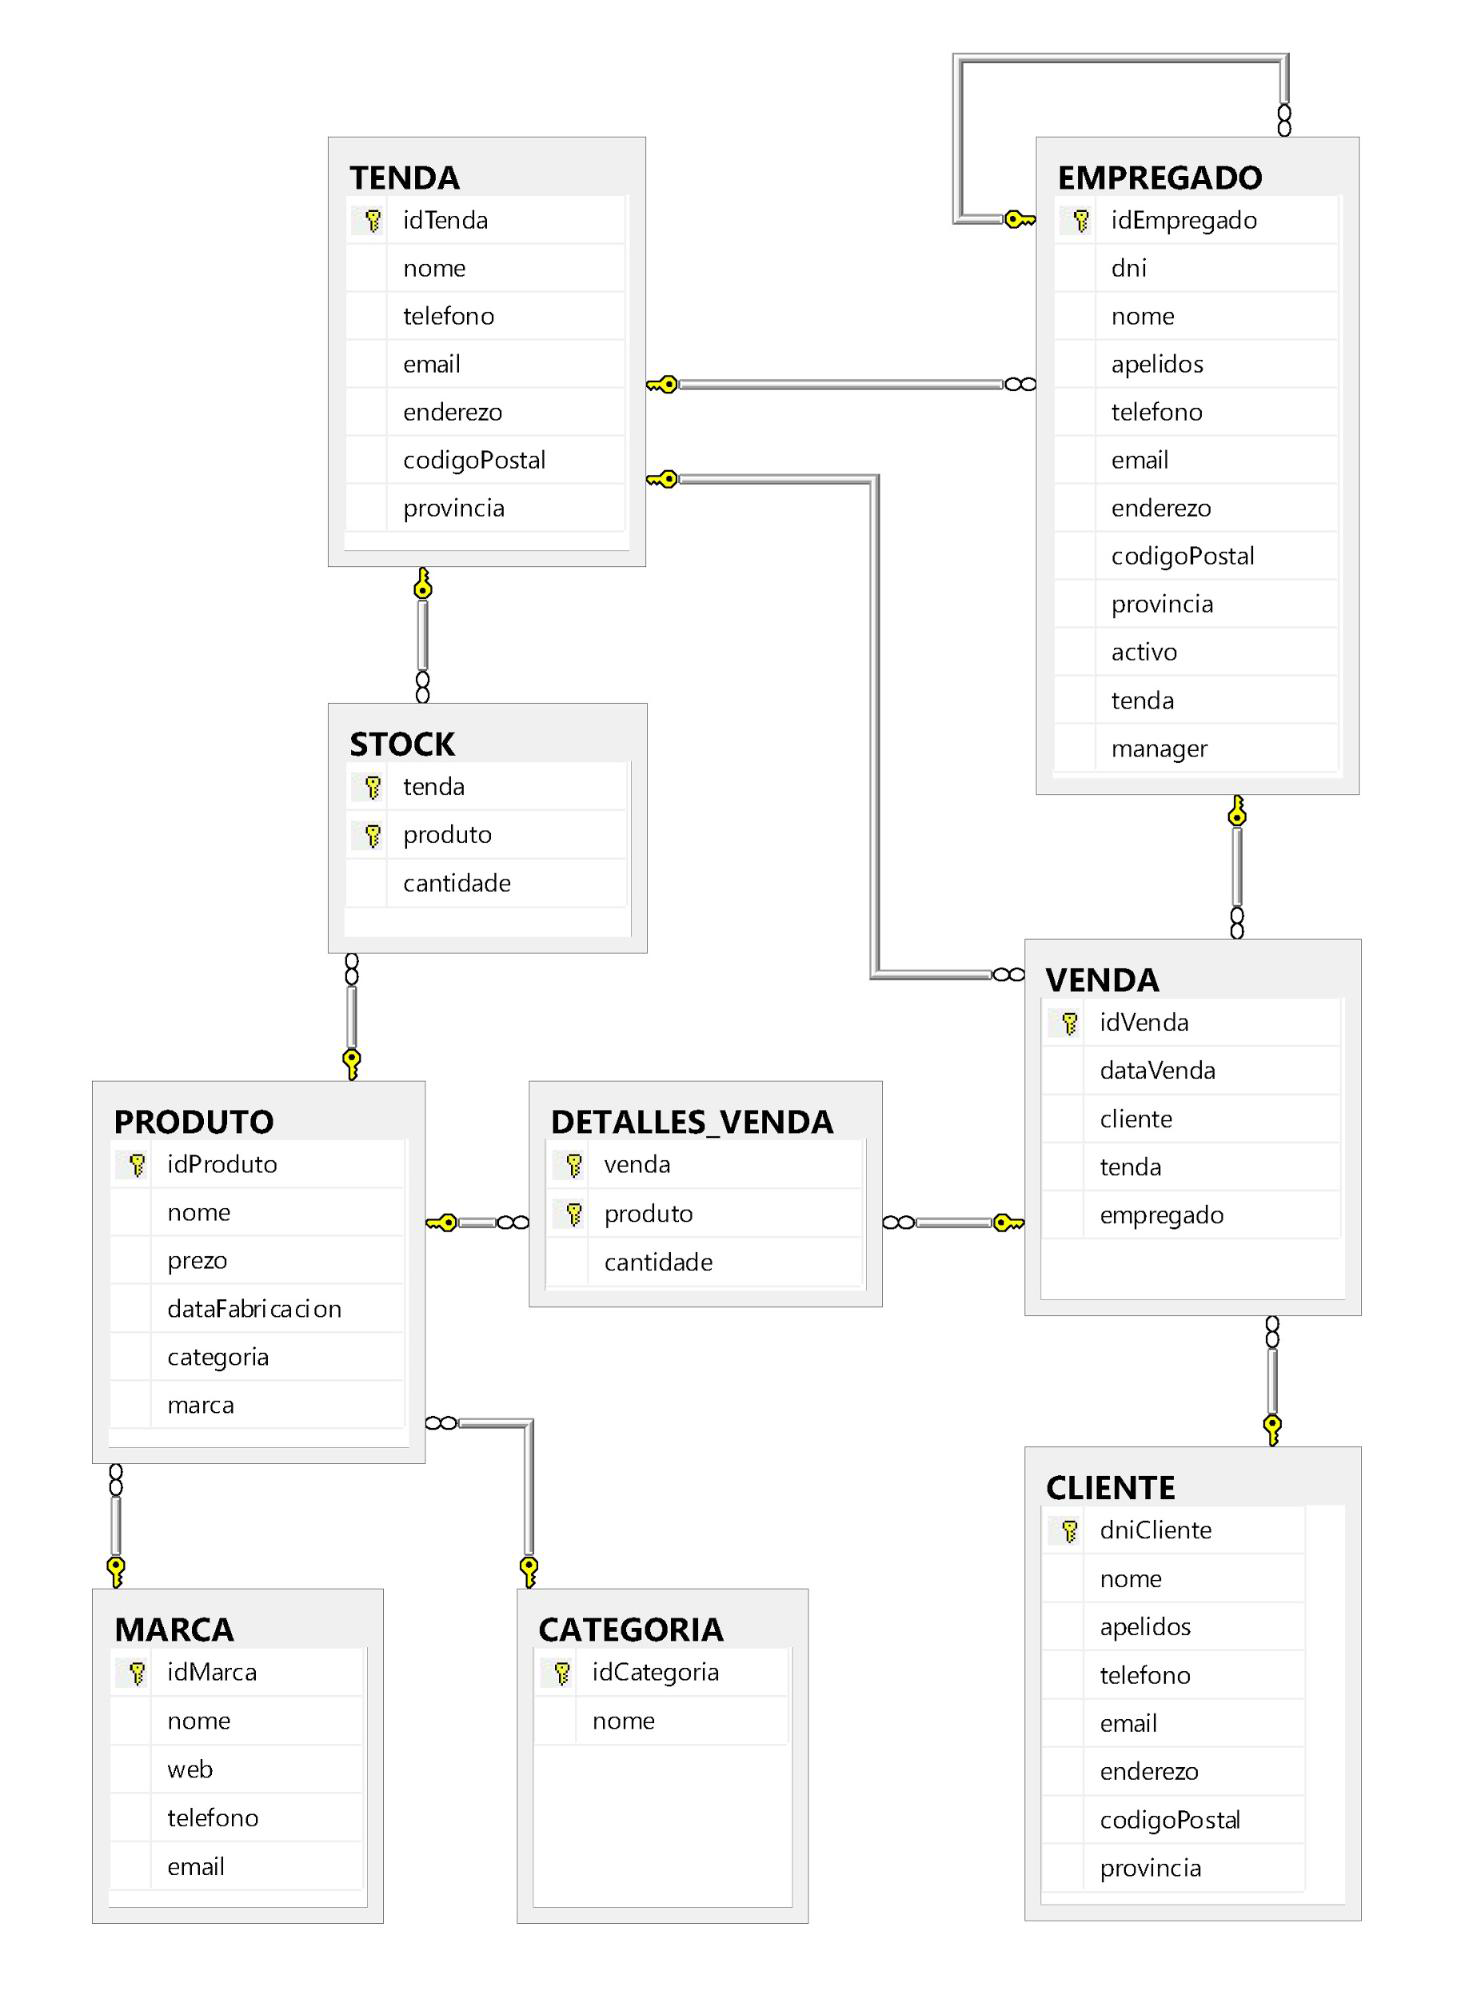 TENDA
idTenda
nome
telefono
email
enderezo
codigoPostal
provincia
EMPREGADO
idEmpregado
dni
nome
apelidos
telefono
email
enderezo
codigoPostal
provincia
activo
tenda
manager
STOCK
tenda
produto
cantidade
VENDA
idVenda
dataVenda
cliente
tenda
empregado
PRODUTO
idProduto
nome
prezo
dataFabricacion
categoria
marca
DETALLES_VENDA
venda
produto
cantidade
CLIENTE
dniCliente
nome
apelidos
telefono
email
enderezo
codigoPostal
provincia
MARCA
idMarca
nome
web
telefono
email
CATEGORIA
idCategoria
nome